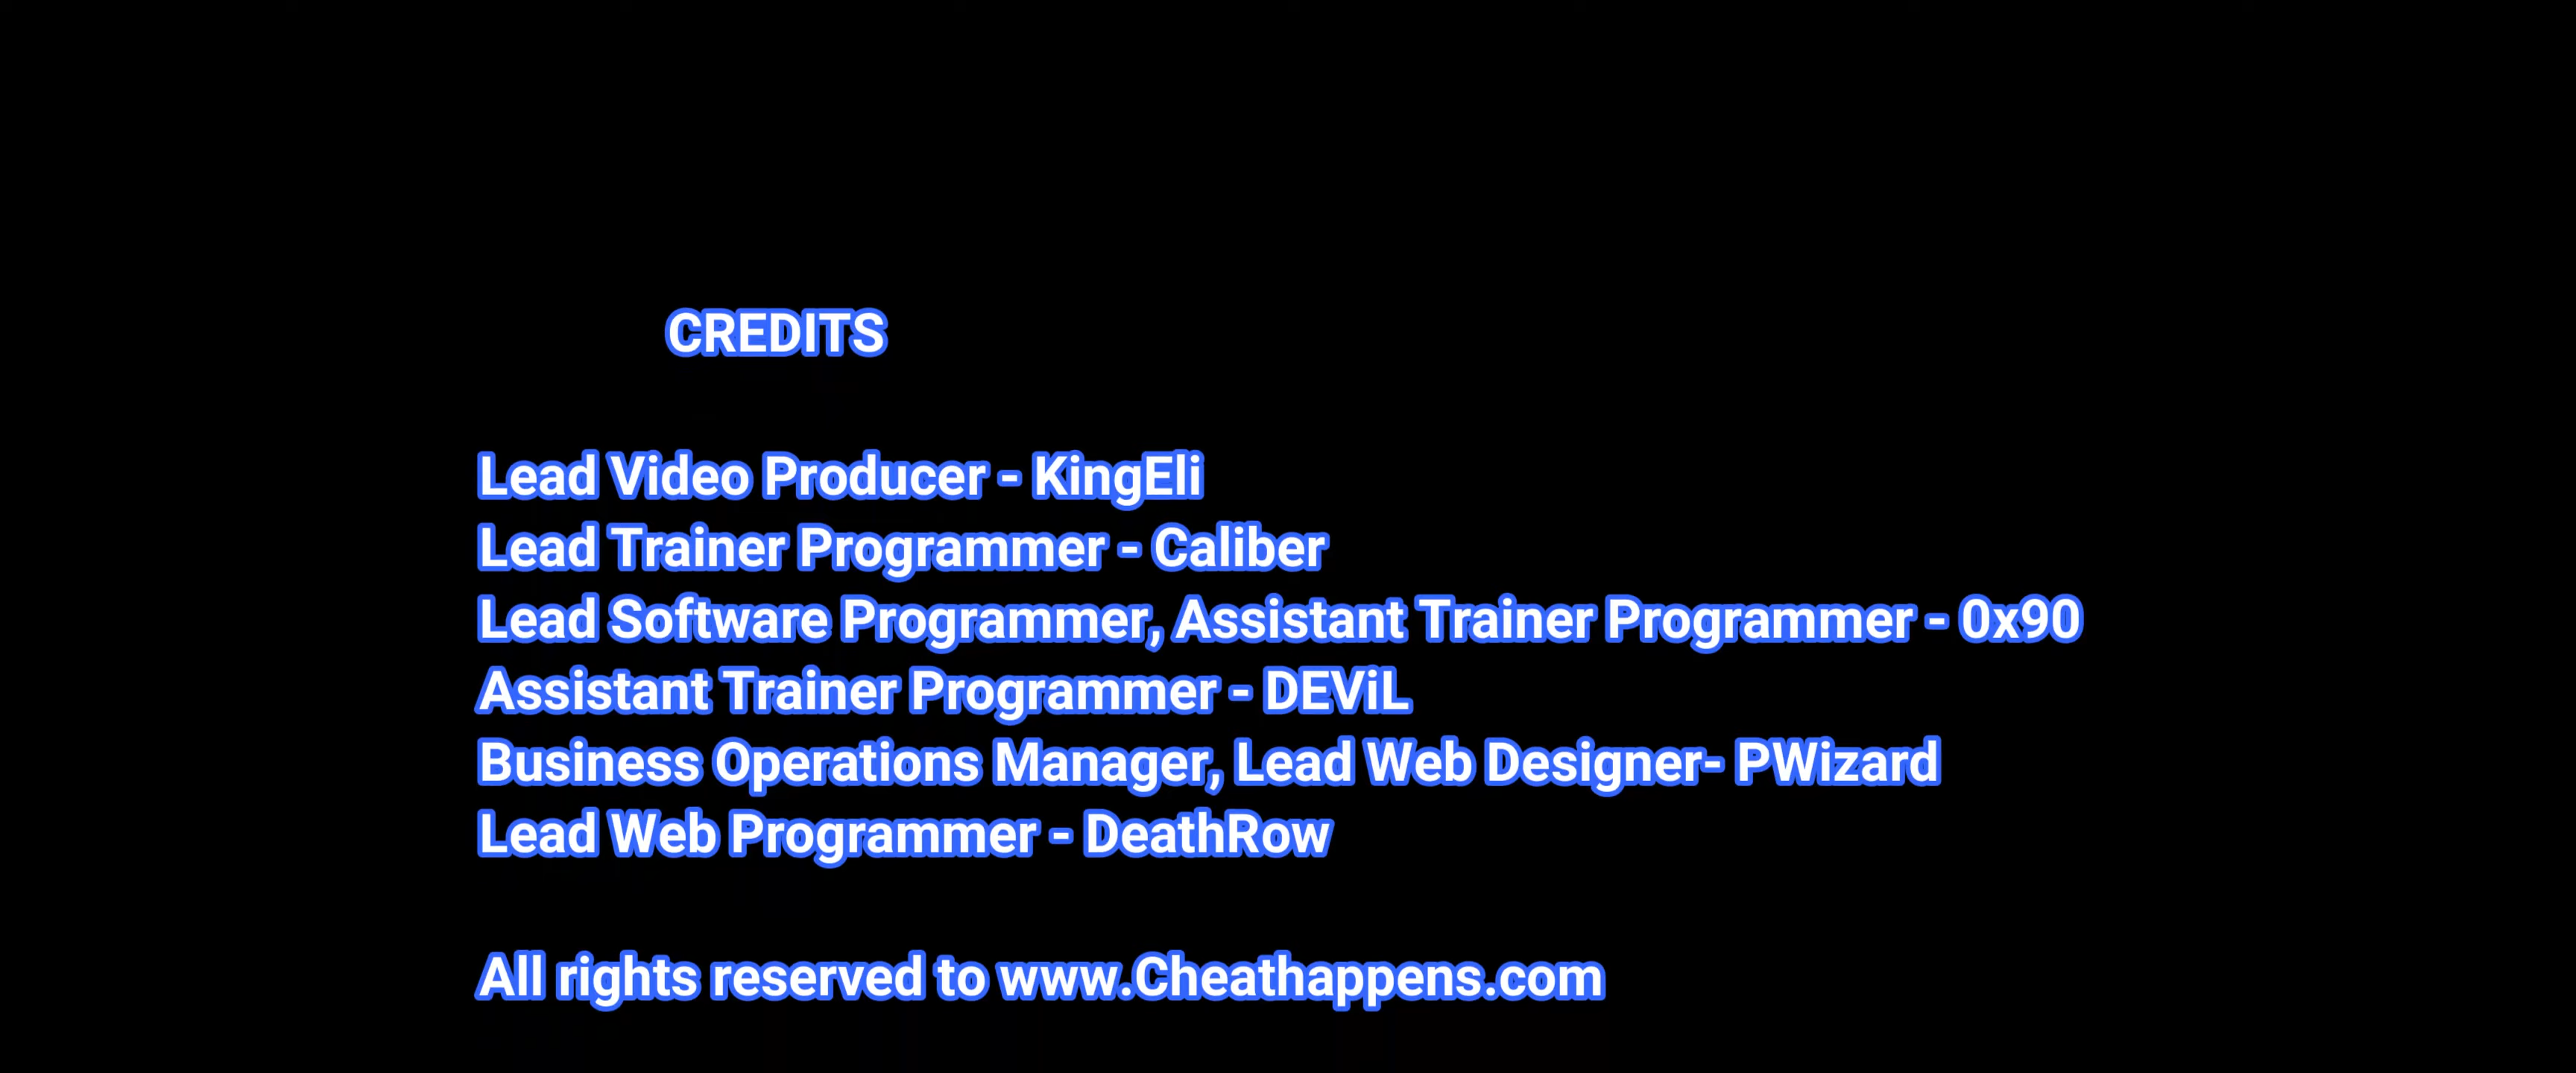 CREDITS
Lead Video Producer - KingEli
Lead Trainer Programmer - Caliber
Lead Software Programmer, Assistant Trainer Programmer - 0x90
Assistant Trainer Programmer - DEViL
Business Operations Manager, Lead Web Designer- PWizard
Lead Web Programmer - DeathRow
All rights reserved to www.Cheathappens.com